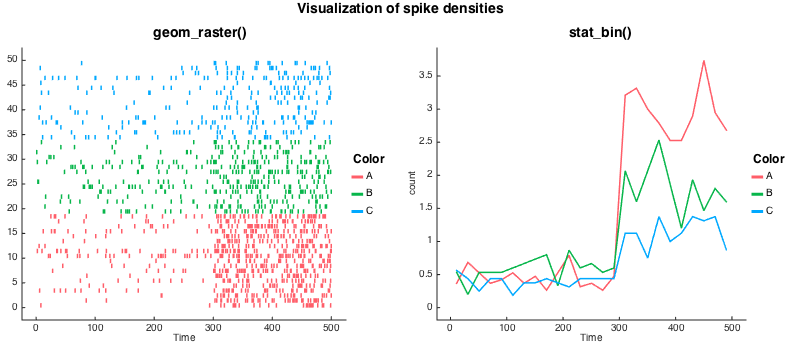 Visualization of spike densities
geom_raster()
50
45
40
35
30
25
20
15
10
5
0
0 100 200 300 400 500
Time
Color
A
B
C
stat_bin()
count
3.5
3
2.5
2
1.5
1
0.5
0
0 100 200 300 400 500
Time
Color
A
B
C